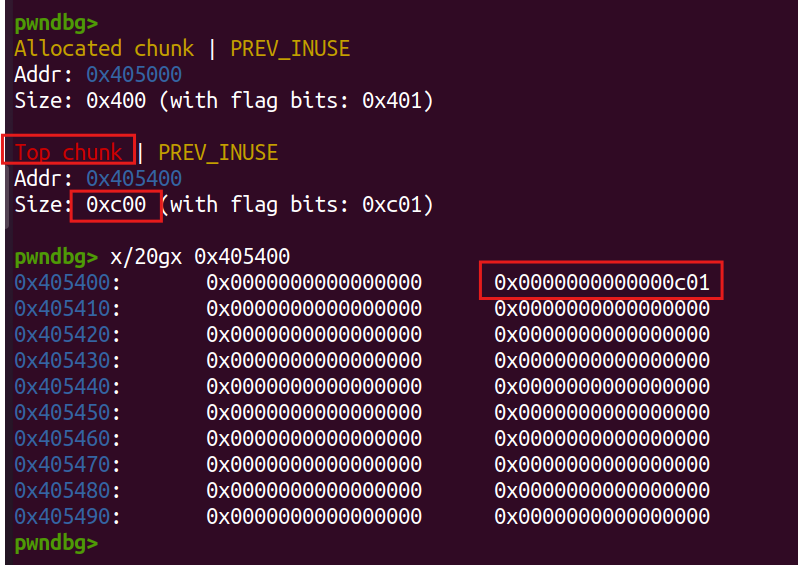 pwndbg>
Allocated chunk | PREV_INUSE
Addr: 0x405000
Size: 0x400 (with flag bits: 0x401)
Top chunk | PREV_INUSE
Addr: 0x405400
Size: 0xc00 (with flag bits: 0xc01)
pwndbg> x/20gx 0x405400
0x405400: 0x0000000000000000 0x0000000000000c01
0x405410: 0x0000000000000000 0x0000000000000000
0x405420: 0x0000000000000000 0x0000000000000000
0x405430: 0x0000000000000000 0x0000000000000000
0x405440: 0x0000000000000000 0x0000000000000000
0x405450: 0x0000000000000000 0x0000000000000000
0x405460: 0x0000000000000000 0x0000000000000000
0x405470: 0x0000000000000000 0x0000000000000000
0x405480: 0x0000000000000000 0x0000000000000000
0x405490: 0x0000000000000000 0x0000000000000000
pwndbg>